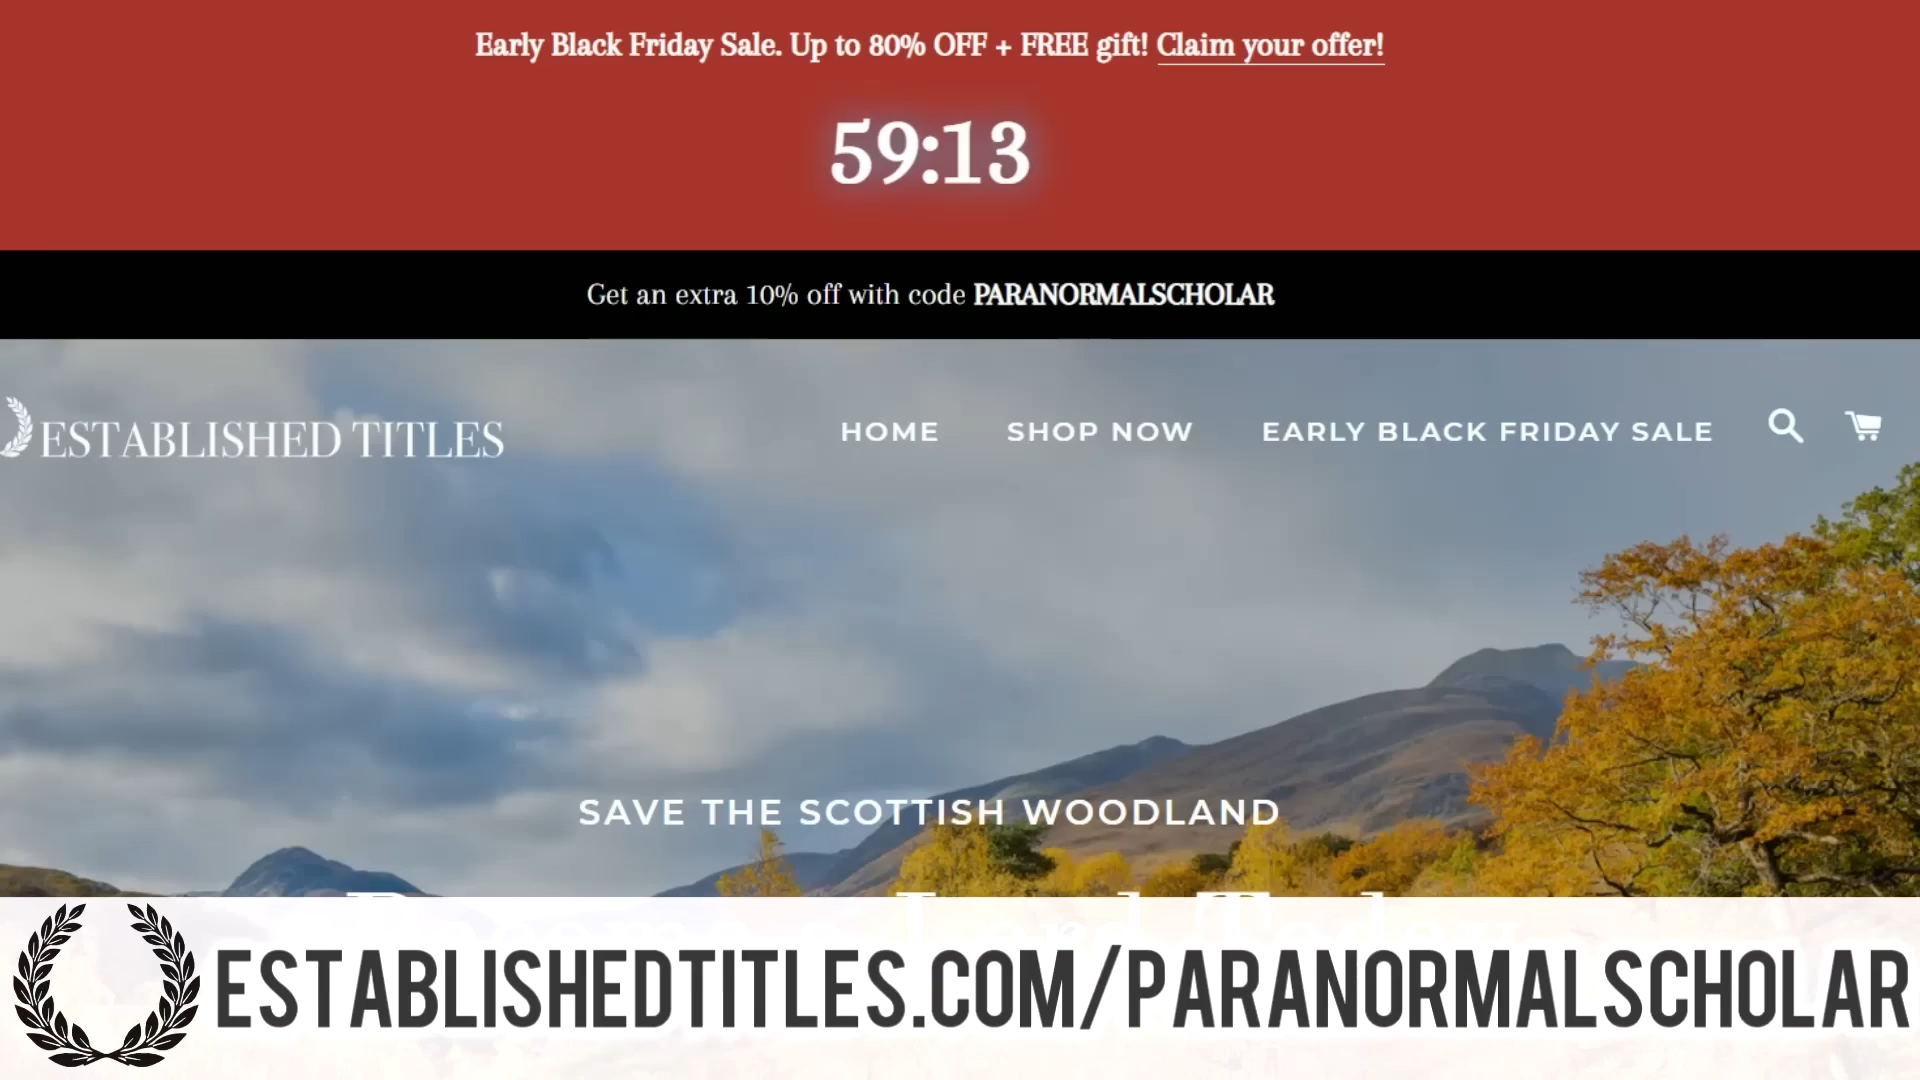 Early Black Friday Sale. Up to 80% OFF + FREE gift! Claim your offer!
59:13
Get an extra 10% off with code PARANORMALSCHOLAR
ESTABLISHED TITLES
HOME SHOP NOW EARLY BLACK FRIDAY SALE
SAVE THE SCOTTISH WOODLAND
ESTABLISHEDTITLES.COM/PARANORMALSCHOLAR